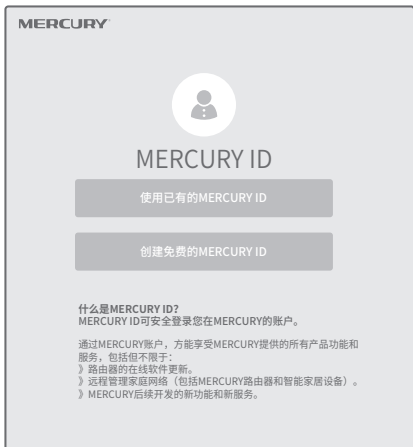 MERCURY
MERCURY ID
使用已有的MERCURY ID
创建免费的MERCURY ID
什么是MERCURY ID?
MERCURY ID可安全登录您在MERCURY的账户。
通过MERCURY账户，方能享受MERCURY提供的所有产品功能和
服务，包括但不限于：
》路由器的在线软件更新。
》远程管理家庭网络（包括MERCURY路由器和智能家居设备）。
》MERCURY后续开发的新功能和新服务。